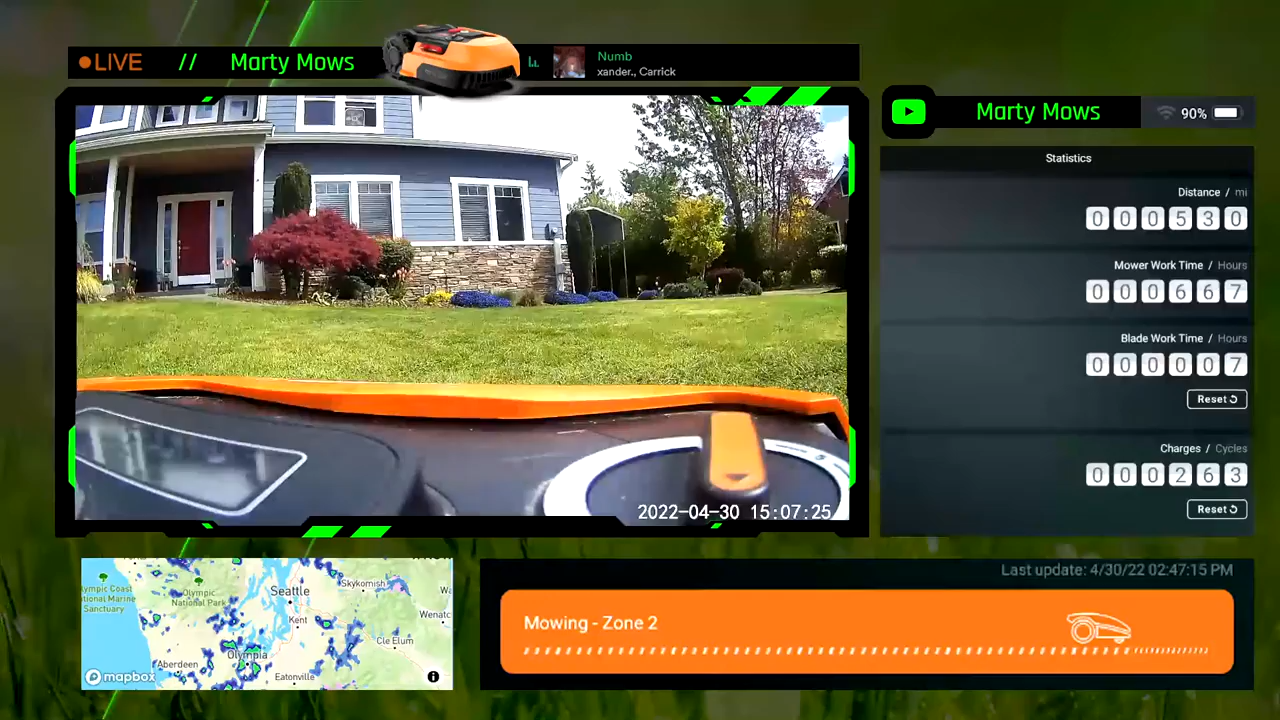 LIVE // Marty Mows
Numb
xander., Carrick
Marty Mows
90%
Statistics
Distance / mi
000530
Mower Work Time / Hours
000667
Blade Work Time / Hours
000007
Reset
Charges / Cycles
000263
Reset
2022-04-30 15:07:25
Olympic Coast
National Marine
Sanctuary
Olympic
National Park
Seattle
Skykomish
Kent
Wenatc
Cle Elum
Olympia
Aberdeen
Eatonville
mapbox
Last update: 4/30/22 02:47:15 PM
Mowing - Zone 2